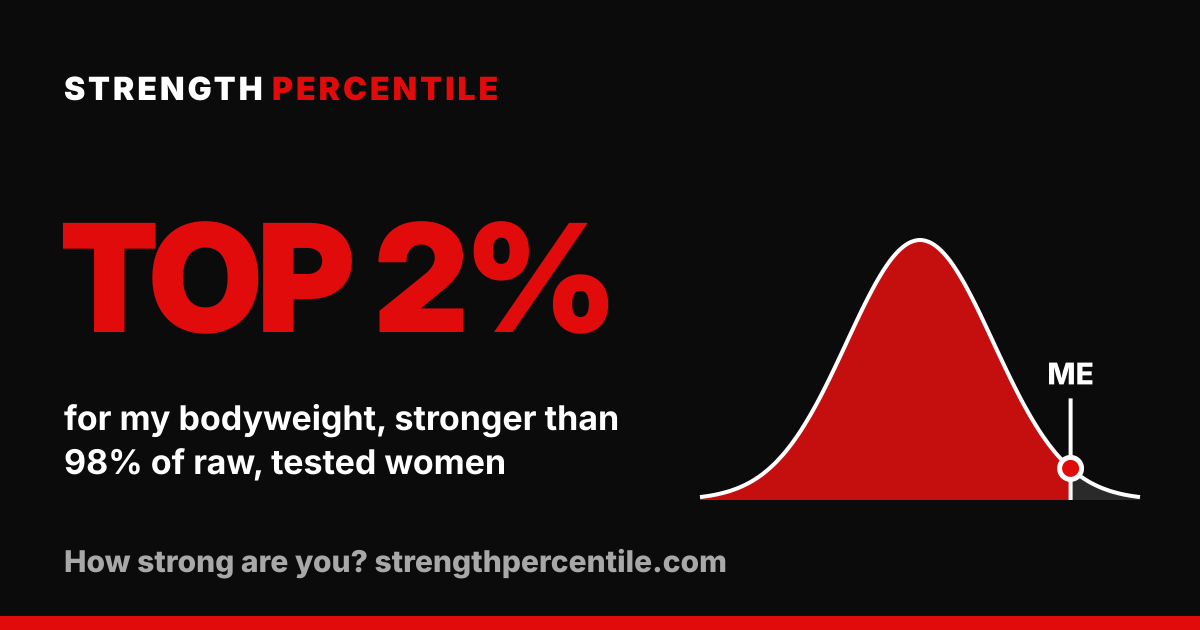 STRENGTH PERCENTILE
TOP 2%
for my bodyweight, stronger than
98% of raw, tested women
ME
How strong are you? strengthpercentile.com